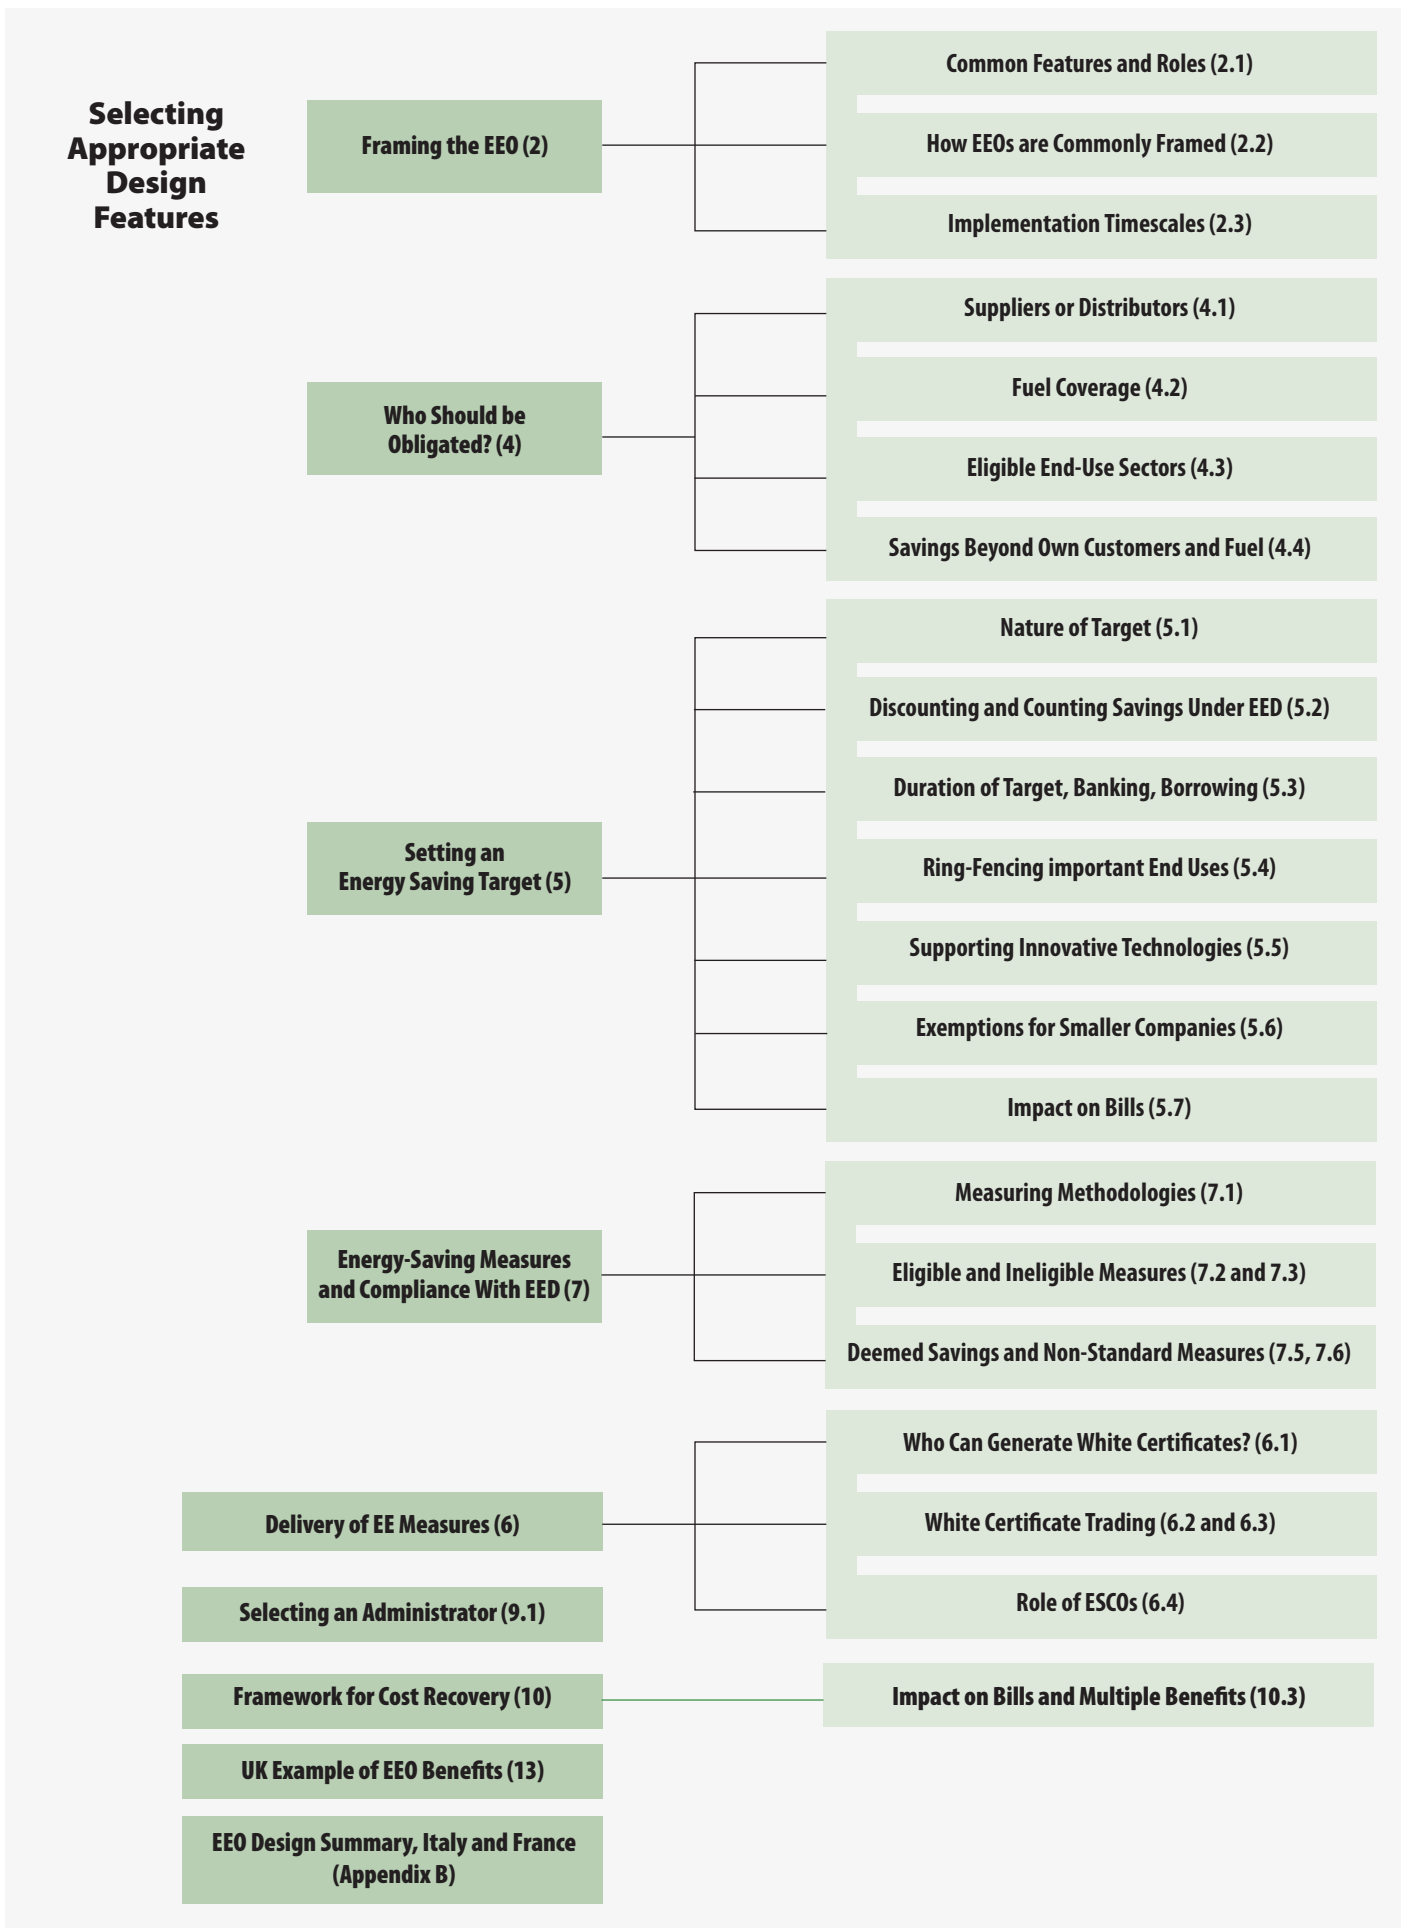 Selecting
Appropriate
Design
Features
Framing the EEO (2)
Common Features and Roles (2.1)
How EEOs are Commonly Framed (2.2)
Implementation Timescales (2.3)
Who Should be
Obligated? (4)
Suppliers or Distributors (4.1)
Fuel Coverage (4.2)
Eligible End-Use Sectors (4.3)
Savings Beyond Own Customers and Fuel (4.4)
Setting an
Energy Saving Target (5)
Nature of Target (5.1)
Discounting and Counting Savings Under EED (5.2)
Duration of Target, Banking, Borrowing (5.3)
Ring-Fencing important End Uses (5.4)
Supporting Innovative Technologies (5.5)
Exemptions for Smaller Companies (5.6)
Impact on Bills (5.7)
Energy-Saving Measures
and Compliance With EED (7)
Measuring Methodologies (7.1)
Eligible and Ineligible Measures (7.2 and 7.3)
Deemed Savings and Non-Standard Measures (7.5, 7.6)
Delivery of EE Measures (6)
Who Can Generate White Certificates? (6.1)
White Certificate Trading (6.2 and 6.3)
Role of ESCOs (6.4)
Selecting an Administrator (9.1)
Framework for Cost Recovery (10)
Impact on Bills and Multiple Benefits (10.3)
UK Example of EEO Benefits (13)
EEO Design Summary, Italy and France
(Appendix B)